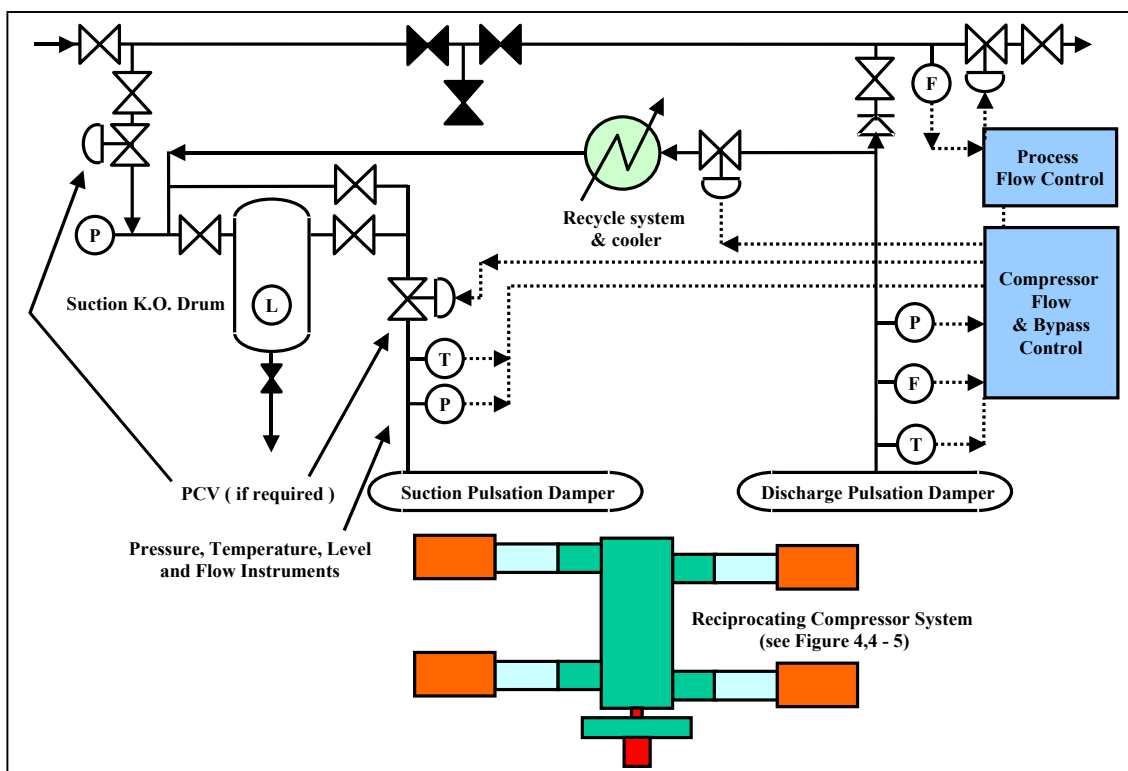 F
Process
Flow Control
Recycle system
& cooler
P
Suction K.O. Drum
L
Compressor
Flow
& Bypass
Control
P
T
F
P
T
PCV ( if required )
Suction Pulsation Damper
Discharge Pulsation Damper
Pressure, Temperature, Level
and Flow Instruments
Reciprocating Compressor System
(see Figure 4,4 - 5)